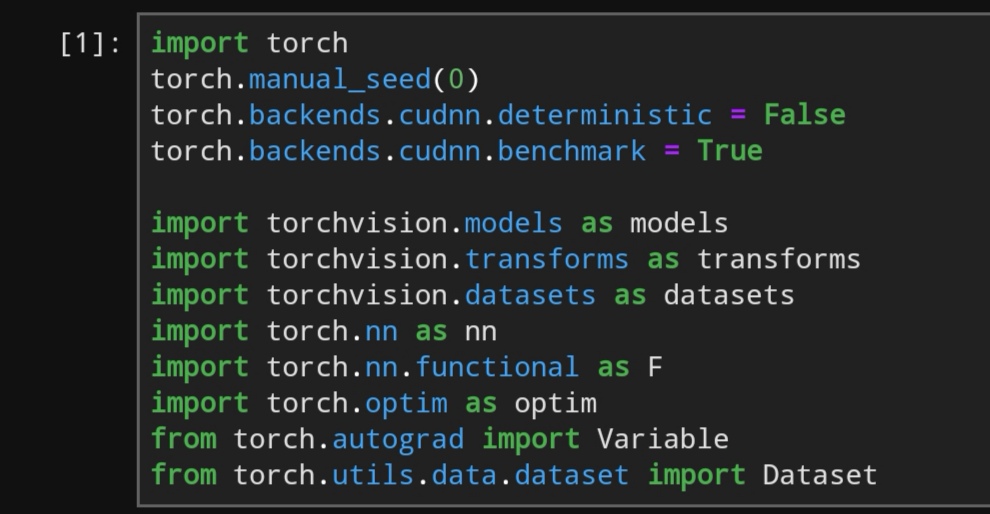 [1]: import torch
torch.manual_seed(0)
torch.backends.cudnn.deterministic = False
torch.backends.cudnn.benchmark = True
import torchvision.models as models
import torchvision.transforms as transforms
import torchvision.datasets as datasets
import torch.nn as nn
import torch.nn.functional as F
import torch.optim as optim
from torch.autograd import Variable
from torch.utils.data.dataset import Dataset